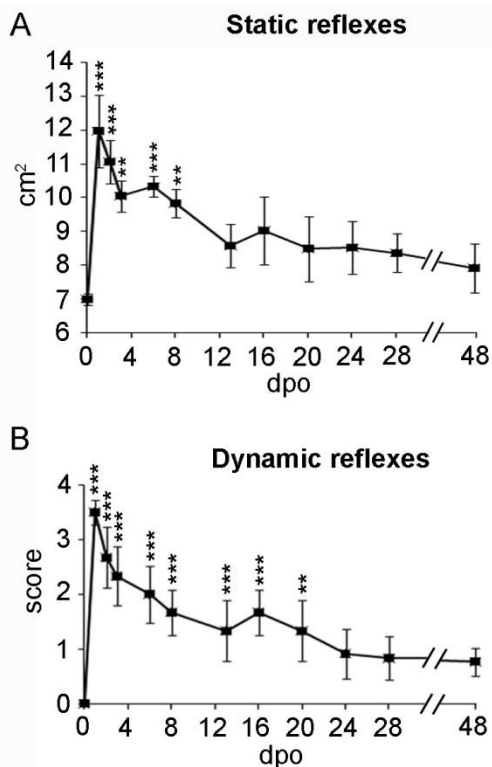 A
Static reflexes
14
13
12
11
10
9
8
7
6
cm²
***
***
**
***
**
0 4 8 12 16 20 24 28 48
dpo
B
Dynamic reflexes
4
3
2
1
0
score
***
***
***
***
***
***
***
**
0 4 8 12 16 20 24 28 48
dpo